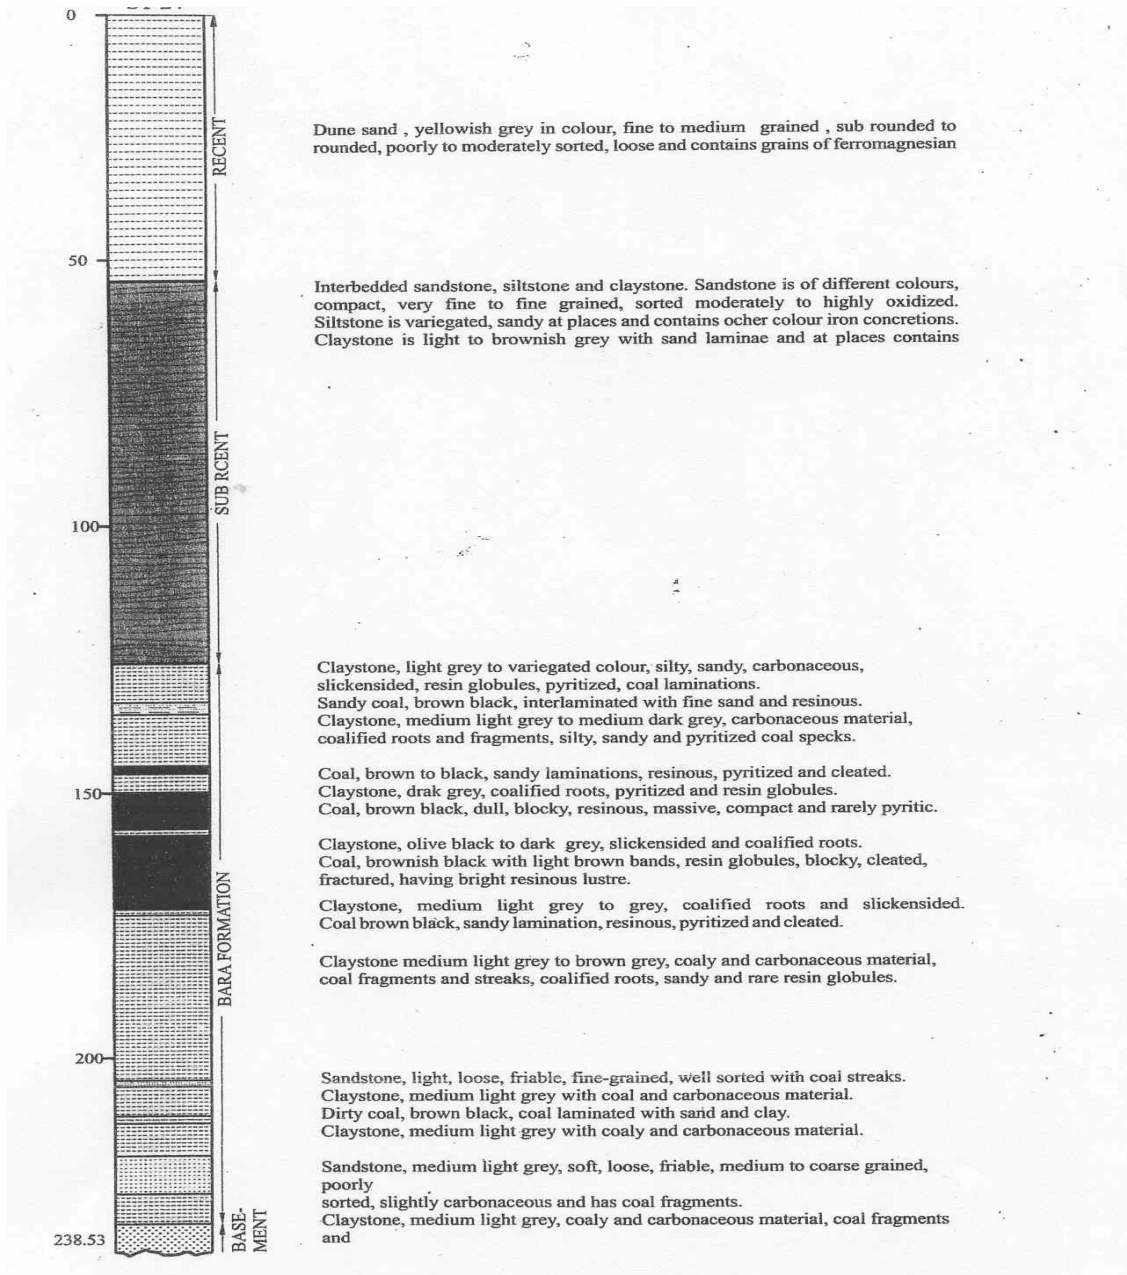 0
RECENT
Dune sand , yellowish grey in colour, fine to medium grained , sub rounded to
rounded, poorly to moderately sorted, loose and contains grains of ferromagnesian
50
Interbedded sandstone, siltstone and claystone. Sandstone is of different colours,
compact, very fine to fine grained, sorted moderately to highly oxidized.
Siltstone is variegated, sandy at places and contains ocher colour iron concretions.
Claystone is light to brownish grey with sand laminae and at places contains
SUB RCENT
100
Claystone, light grey to variegated colour, silty, sandy, carbonaceous,
slickensided, resin globules, pyritized, coal laminations.
Sandy coal, brown black, interlaminated with fine sand and resinous.
Claystone, medium light grey to medium dark grey, carbonaceous material,
coalified roots and fragments, silty, sandy and pyritized coal specks.
Coal, brown to black, sandy laminations, resinous, pyritized and cleated.
150
Claystone, drak grey, coalified roots, pyritized and resin globules.
Coal, brown black, dull, blocky, resinous, massive, compact and rarely pyritic.
Claystone, olive black to dark grey, slickensided and coalified roots.
Coal, brownish black with light brown bands, resin globules, blocky, cleated,
fractured, having bright resinous lustre.
BARA FORMATION
Claystone, medium light grey to grey, coalified roots and slickensided.
Coal brown black, sandy lamination, resinous, pyritized and cleated.
Claystone medium light grey to brown grey, coaly and carbonaceous material,
coal fragments and streaks, coalified roots, sandy and rare resin globules.
200
Sandstone, light, loose, friable, fine-grained, well sorted with coal streaks.
Claystone, medium light grey with coal and carbonaceous material.
Dirty coal, brown black, coal laminated with sand and clay.
Claystone, medium light grey with coaly and carbonaceous material.
Sandstone, medium light grey, soft, loose, friable, medium to coarse grained,
poorly
sorted, slightly carbonaceous and has coal fragments.
Claystone, medium light grey, coaly and carbonaceous material, coal fragments
and
238.53
BASE-
MENT